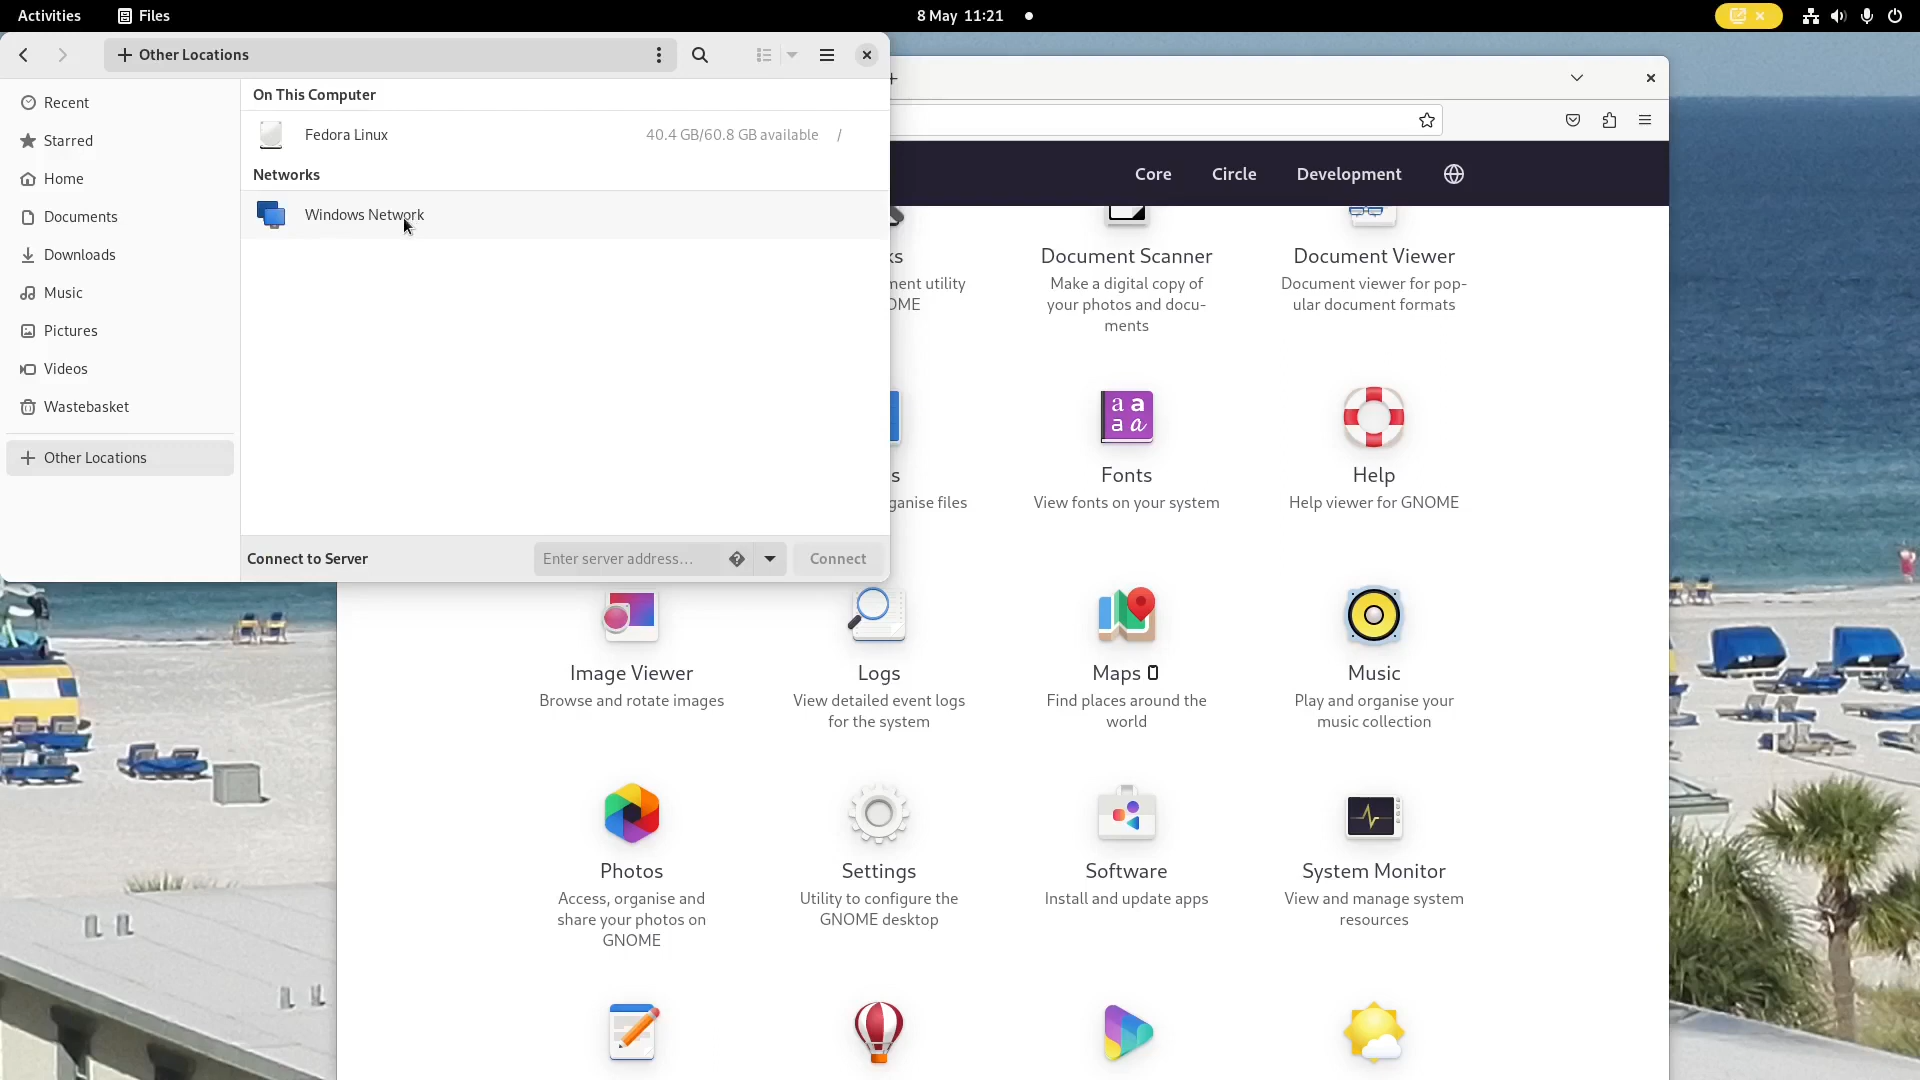 Activities
Files
8 May 11:21
Other Locations
Recent
Starred
Home
Documents
Downloads
Music
Pictures
Videos
Wastebasket
Other Locations
On This Computer
Fedora Linux
40.4 GB/60.8 GB available
/
Networks
Windows Network
Connect to Server
Enter server address...
Connect
Core
Circle
Development
ks
ment utility
OME
Document Scanner
Make a digital copy of
your photos and docu-
ments
Document Viewer
Document viewer for pop-
ular document formats
s
ganise files
a a
a a
Fonts
View fonts on your system
Help
Help viewer for GNOME
Image Viewer
Browse and rotate images
Logs
View detailed event logs
for the system
Maps
Find places around the
world
Music
Play and organise your
music collection
Photos
Access, organise and
share your photos on
GNOME
Settings
Utility to configure the
GNOME desktop
Software
Install and update apps
System Monitor
View and manage system
resources